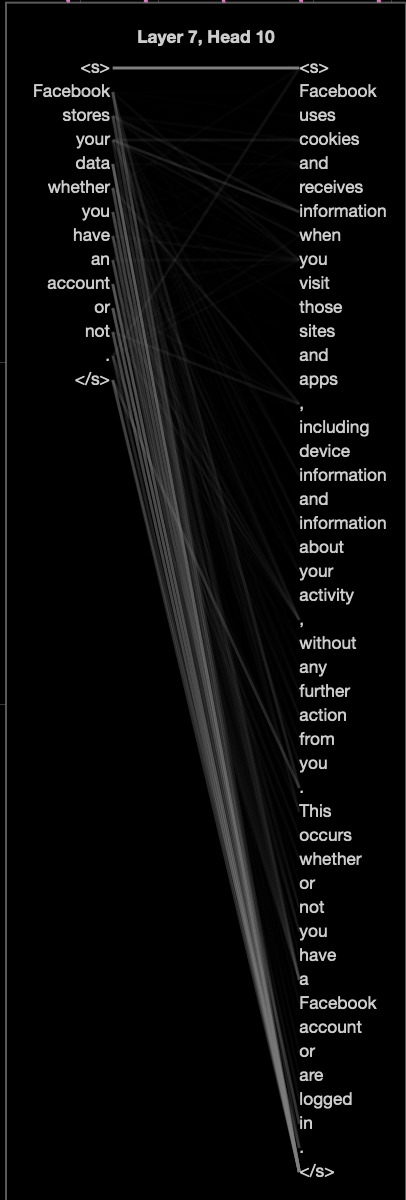 Layer 7, Head 10
<s> <s>
Facebook Facebook
stores uses
your cookies
data and
whether receives
you information
have when
an you
account visit
or those
not sites
. and
</s> apps
,
including
device
information
and
information
about
your
activity
,
without
any
further
action
from
you
.
This
occurs
whether
or
not
you
have
a
Facebook
account
or
are
logged
in
.
</s>